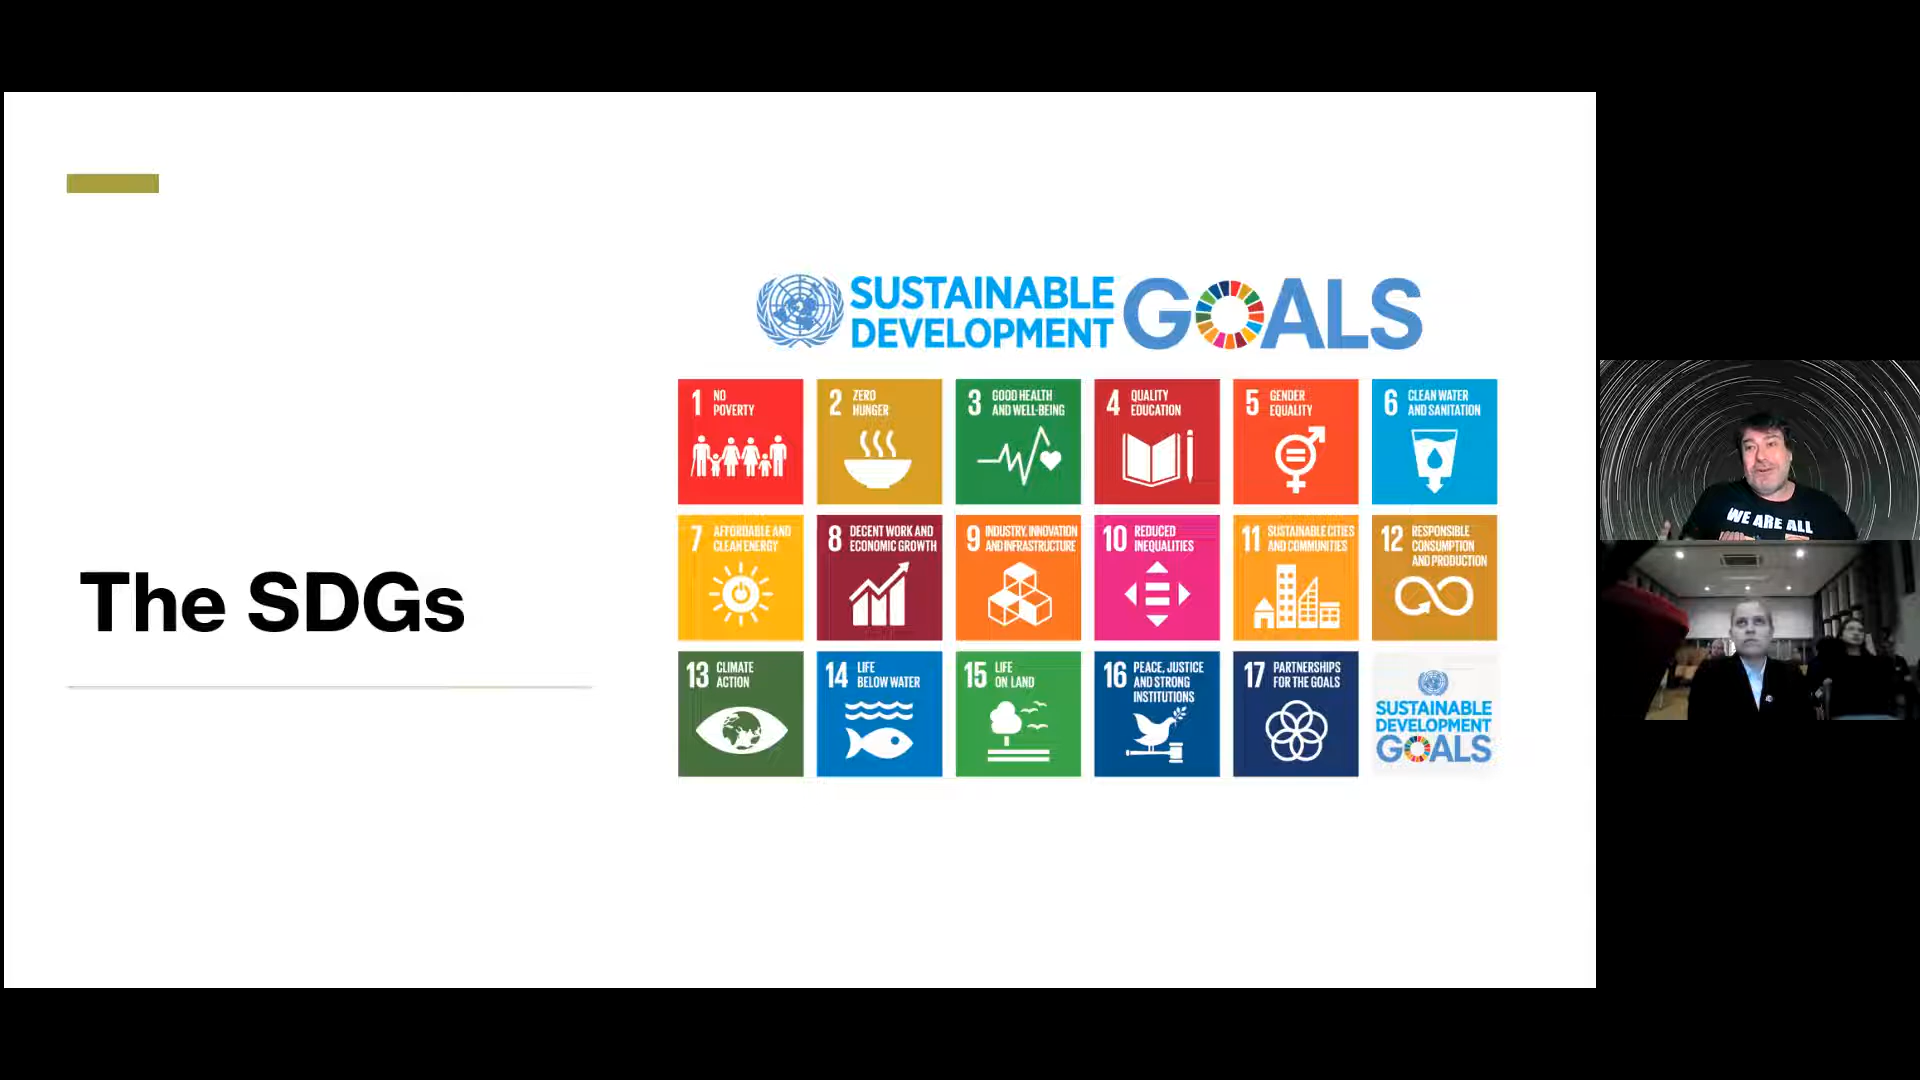 The SDGs
SUSTAINABLE
DEVELOPMENT
GOALS
1 NO
POVERTY
2 ZERO
HUNGER
3 GOOD HEALTH
AND WELL-BEING
4 QUALITY
EDUCATION
5 GENDER
EQUALITY
6 CLEAN WATER
AND SANITATION
7 AFFORDABLE AND
CLEAN ENERGY
8 DECENT WORK AND
ECONOMIC GROWTH
9 INDUSTRY, INNOVATION
AND INFRASTRUCTURE
10 REDUCED
INEQUALITIES
11 SUSTAINABLE CITIES
AND COMMUNITIES
12 RESPONSIBLE
CONSUMPTION
AND PRODUCTION
13 CLIMATE
ACTION
14 LIFE
BELOW WATER
15 LIFE
ON LAND
16 PEACE, JUSTICE
AND STRONG
INSTITUTIONS
17 PARTNERSHIPS
FOR THE GOALS
SUSTAINABLE
DEVELOPMENT
GOALS
WE ARE ALL